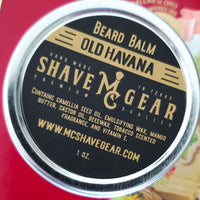 BEARD BALM
OLD HAVANA
HAND MADE IN TEXAS
SHAVE MC GEAR
PREMIUM QUALITY
CONTAINS CAMELLIA SEED OIL, EMULSIFYING WAX, MANGO
BUTTER, CASTOR OIL, BEESWAX, TOBACCO SCENTED
FRAGRANCE, AND VITAMIN E
WWW.MCSHAVEGEAR.COM
1 OZ.